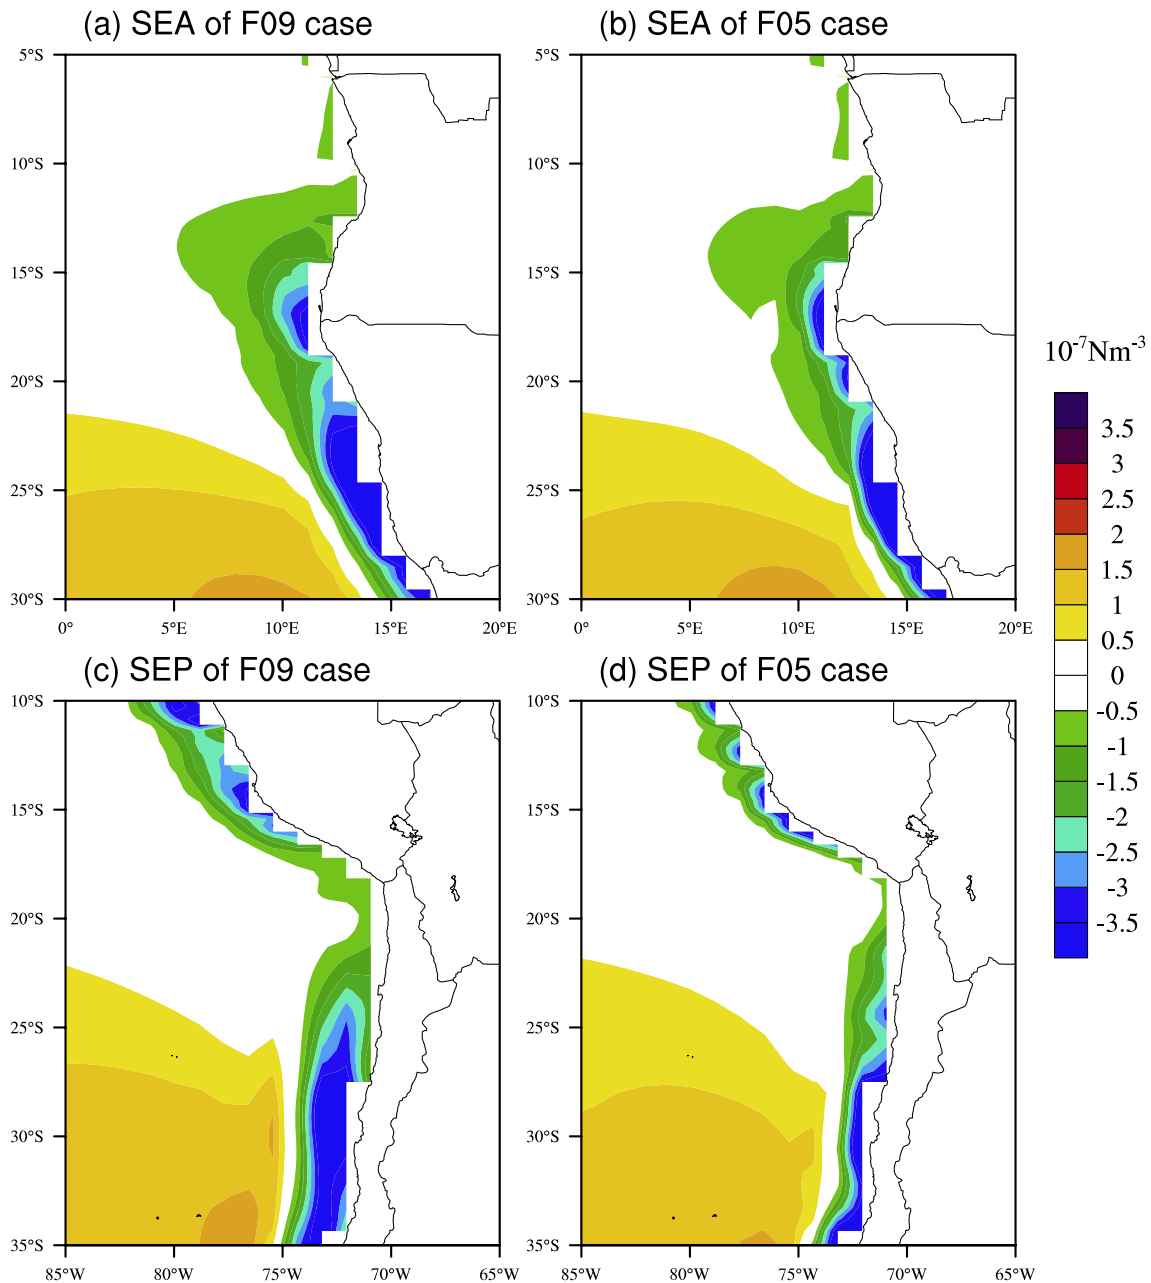 (a) SEA of F09 case
(b) SEA of F05 case
5°S
10°S
15°S
20°S
25°S
30°S
0° 5°E 10°E 15°E 20°E
5°S
10°S
15°S
20°S
25°S
30°S
0° 5°E 10°E 15°E 20°E
10⁻⁷Nm⁻³
3.5
3
2.5
2
1.5
1
0.5
0
-0.5
-1
-1.5
-2
-2.5
-3
-3.5
(c) SEP of F09 case
(d) SEP of F05 case
10°S
15°S
20°S
25°S
30°S
35°S
85°W 80°W 75°W 70°W 65°W
10°S
15°S
20°S
25°S
30°S
35°S
85°W 80°W 75°W 70°W 65°W